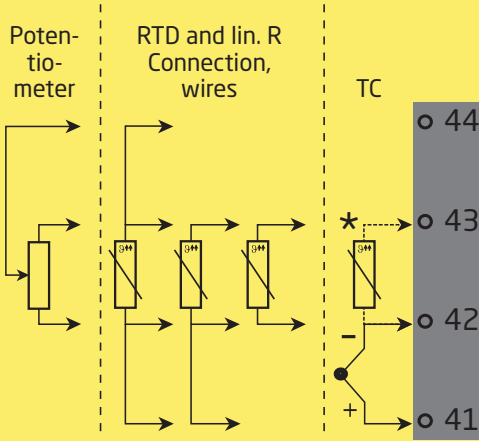 Poten-
tio-
meter
RTD and lin. R
Connection,
wires
TC
44
*
43
ϑ
ϑ
ϑ
ϑ
42
–
+
41